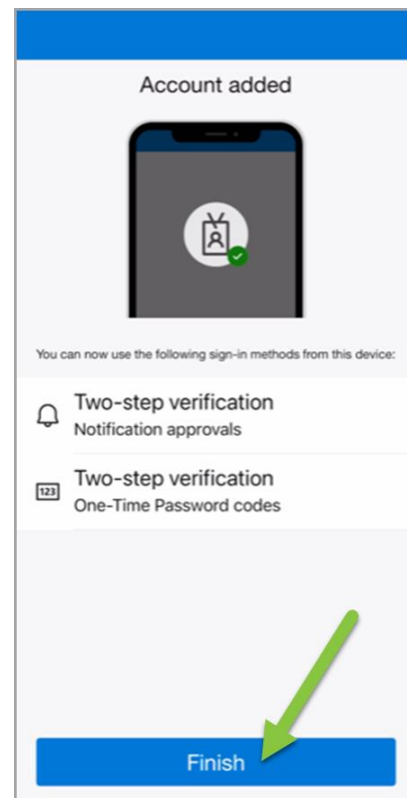 Account added
You can now use the following sign-in methods from this device:
Two-step verification
Notification approvals
123
Two-step verification
One-Time Password codes
Finish